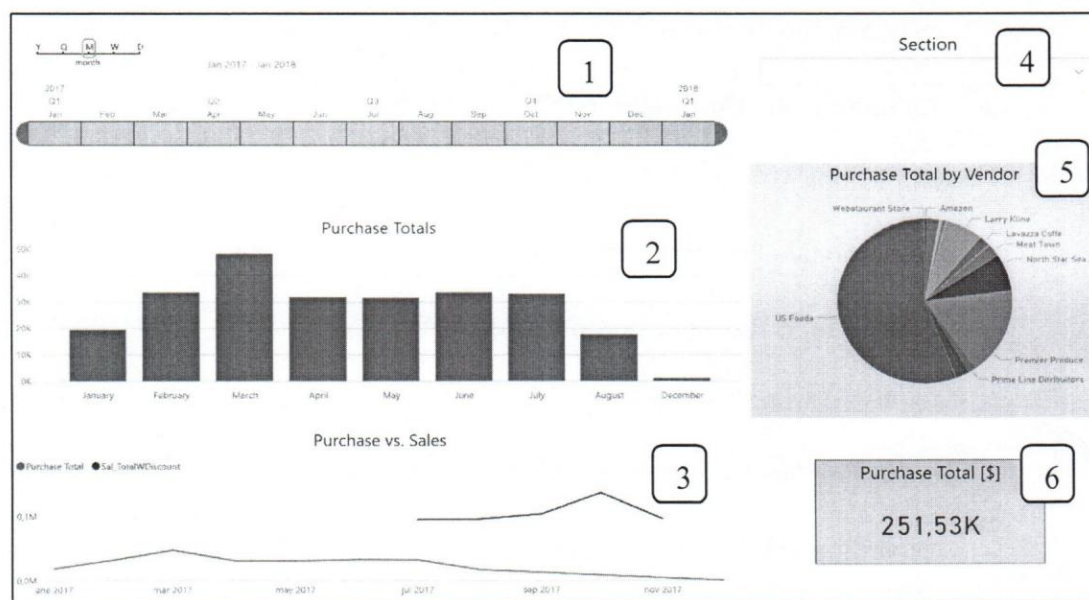 Y Q M W D
month
Jan 2017 - Jan 2018
1
2017
2018
Q1 Q2 Q3 Q4 Q1
Jan Feb Mar Apr May Jun Jul Aug Sep Oct Nov Dec Jan
Section
4
Purchase Totals
2
50K
40K
30K
20K
10K
0K
January February March April May June July August December
Purchase Total by Vendor
5
Webstaurant Store
Amazon
Larry Kline
Lavazza Coffe
Meat Town
North Star Sea...
US Foods
Premier Produce
Prime Line Distributors
Purchase vs. Sales
3
Purchase Total Sal_TotalWDiscount
0,1M
0,0M
ene 2017 mar 2017 may 2017 jul 2017 sep 2017 nov 2017
Purchase Total [$]
6
251,53K